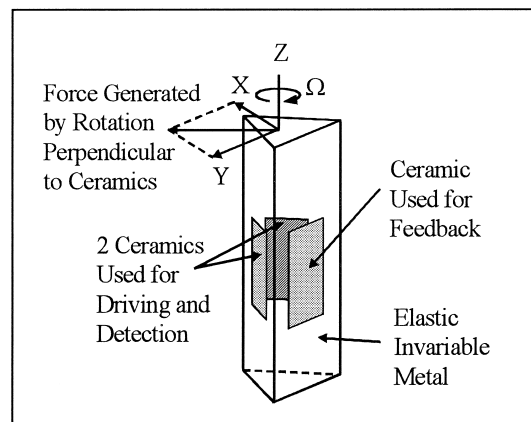 Z
X
Ω
Force Generated
by Rotation
Perpendicular
to Ceramics
Y
Ceramic
Used for
Feedback
2 Ceramics
Used for
Driving and
Detection
Elastic
Invariable
Metal